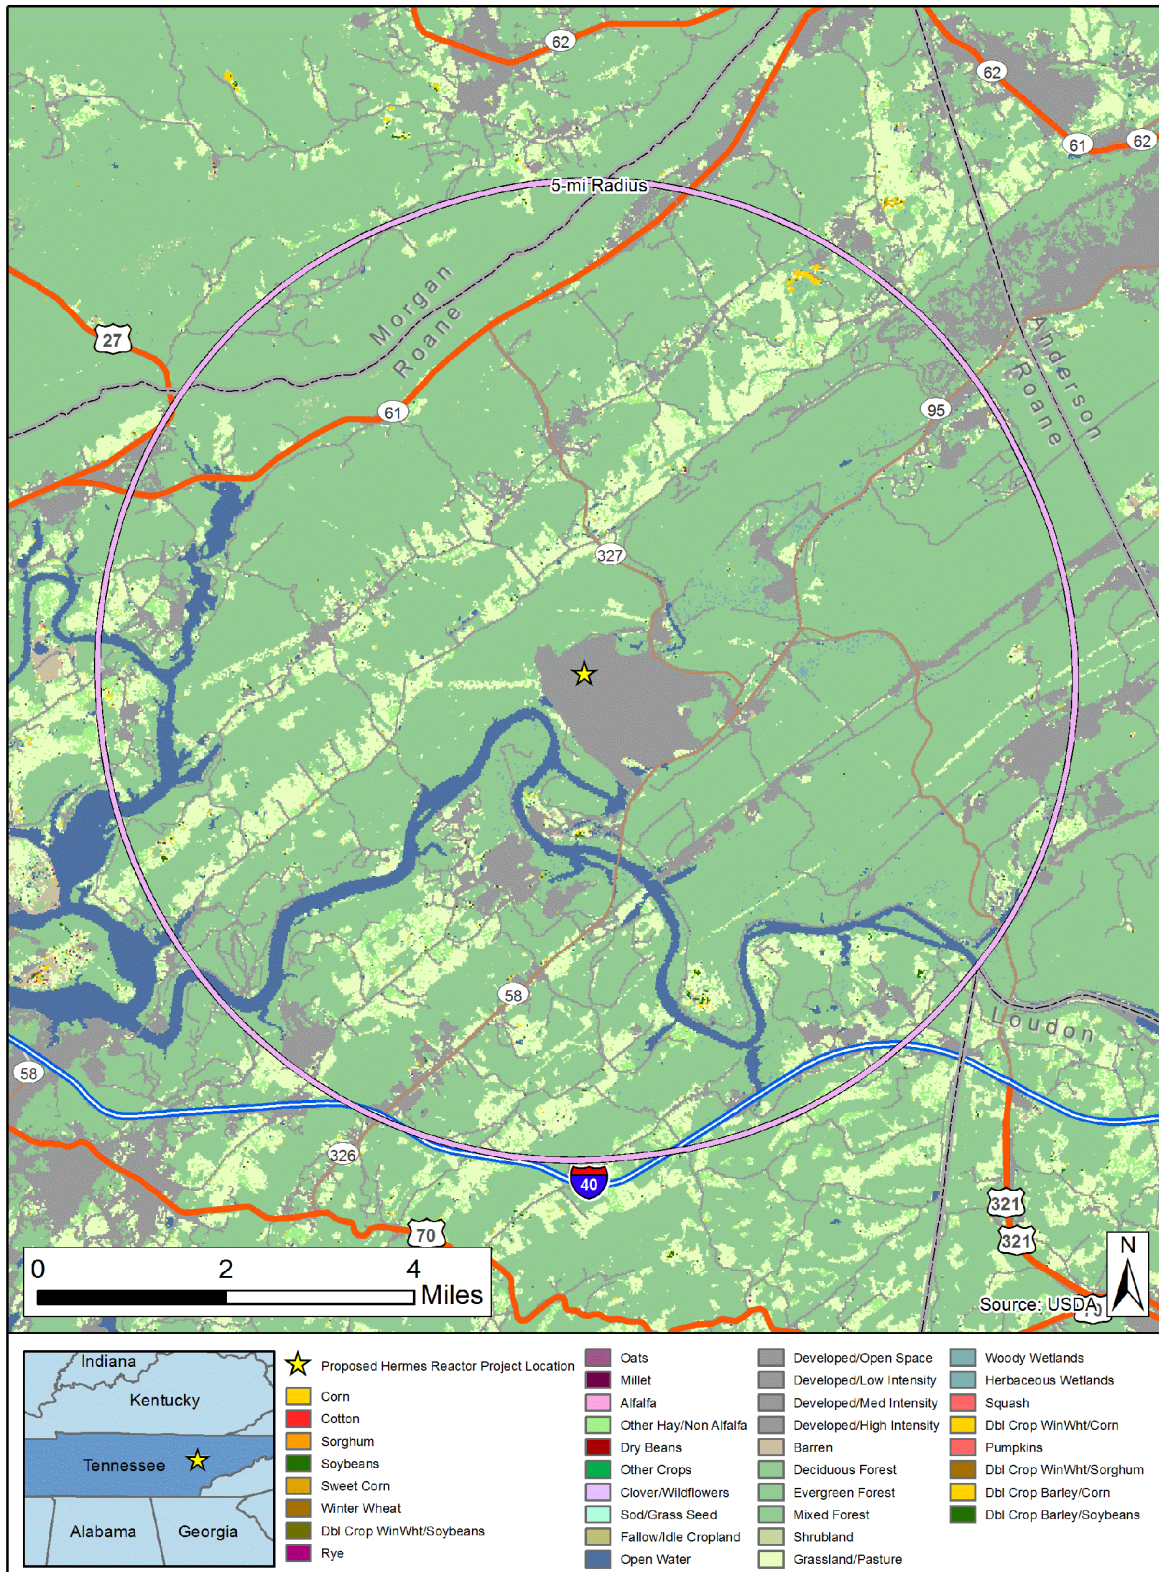 62
62
61
62
5-mi Radius
27
Morgan
Roane
Anderson
Roane
61
95
327
58
Loudon
58
326
40
70
321
321
70
0 2 4
Miles
N
Source: USDA
Indiana
Kentucky
Tennessee
Alabama
Georgia
Proposed Hermes Reactor Project Location
Corn
Cotton
Sorghum
Soybeans
Sweet Corn
Winter Wheat
Dbl Crop WinWht/Soybeans
Rye
Oats
Millet
Alfalfa
Other Hay/Non Alfalfa
Dry Beans
Other Crops
Clover/Wildflowers
Sod/Grass Seed
Fallow/Idle Cropland
Open Water
Developed/Open Space
Developed/Low Intensity
Developed/Med Intensity
Developed/High Intensity
Barren
Deciduous Forest
Evergreen Forest
Mixed Forest
Shrubland
Grassland/Pasture
Woody Wetlands
Herbaceous Wetlands
Squash
Dbl Crop WinWht/Corn
Pumpkins
Dbl Crop WinWht/Sorghum
Dbl Crop Barley/Corn
Dbl Crop Barley/Soybeans